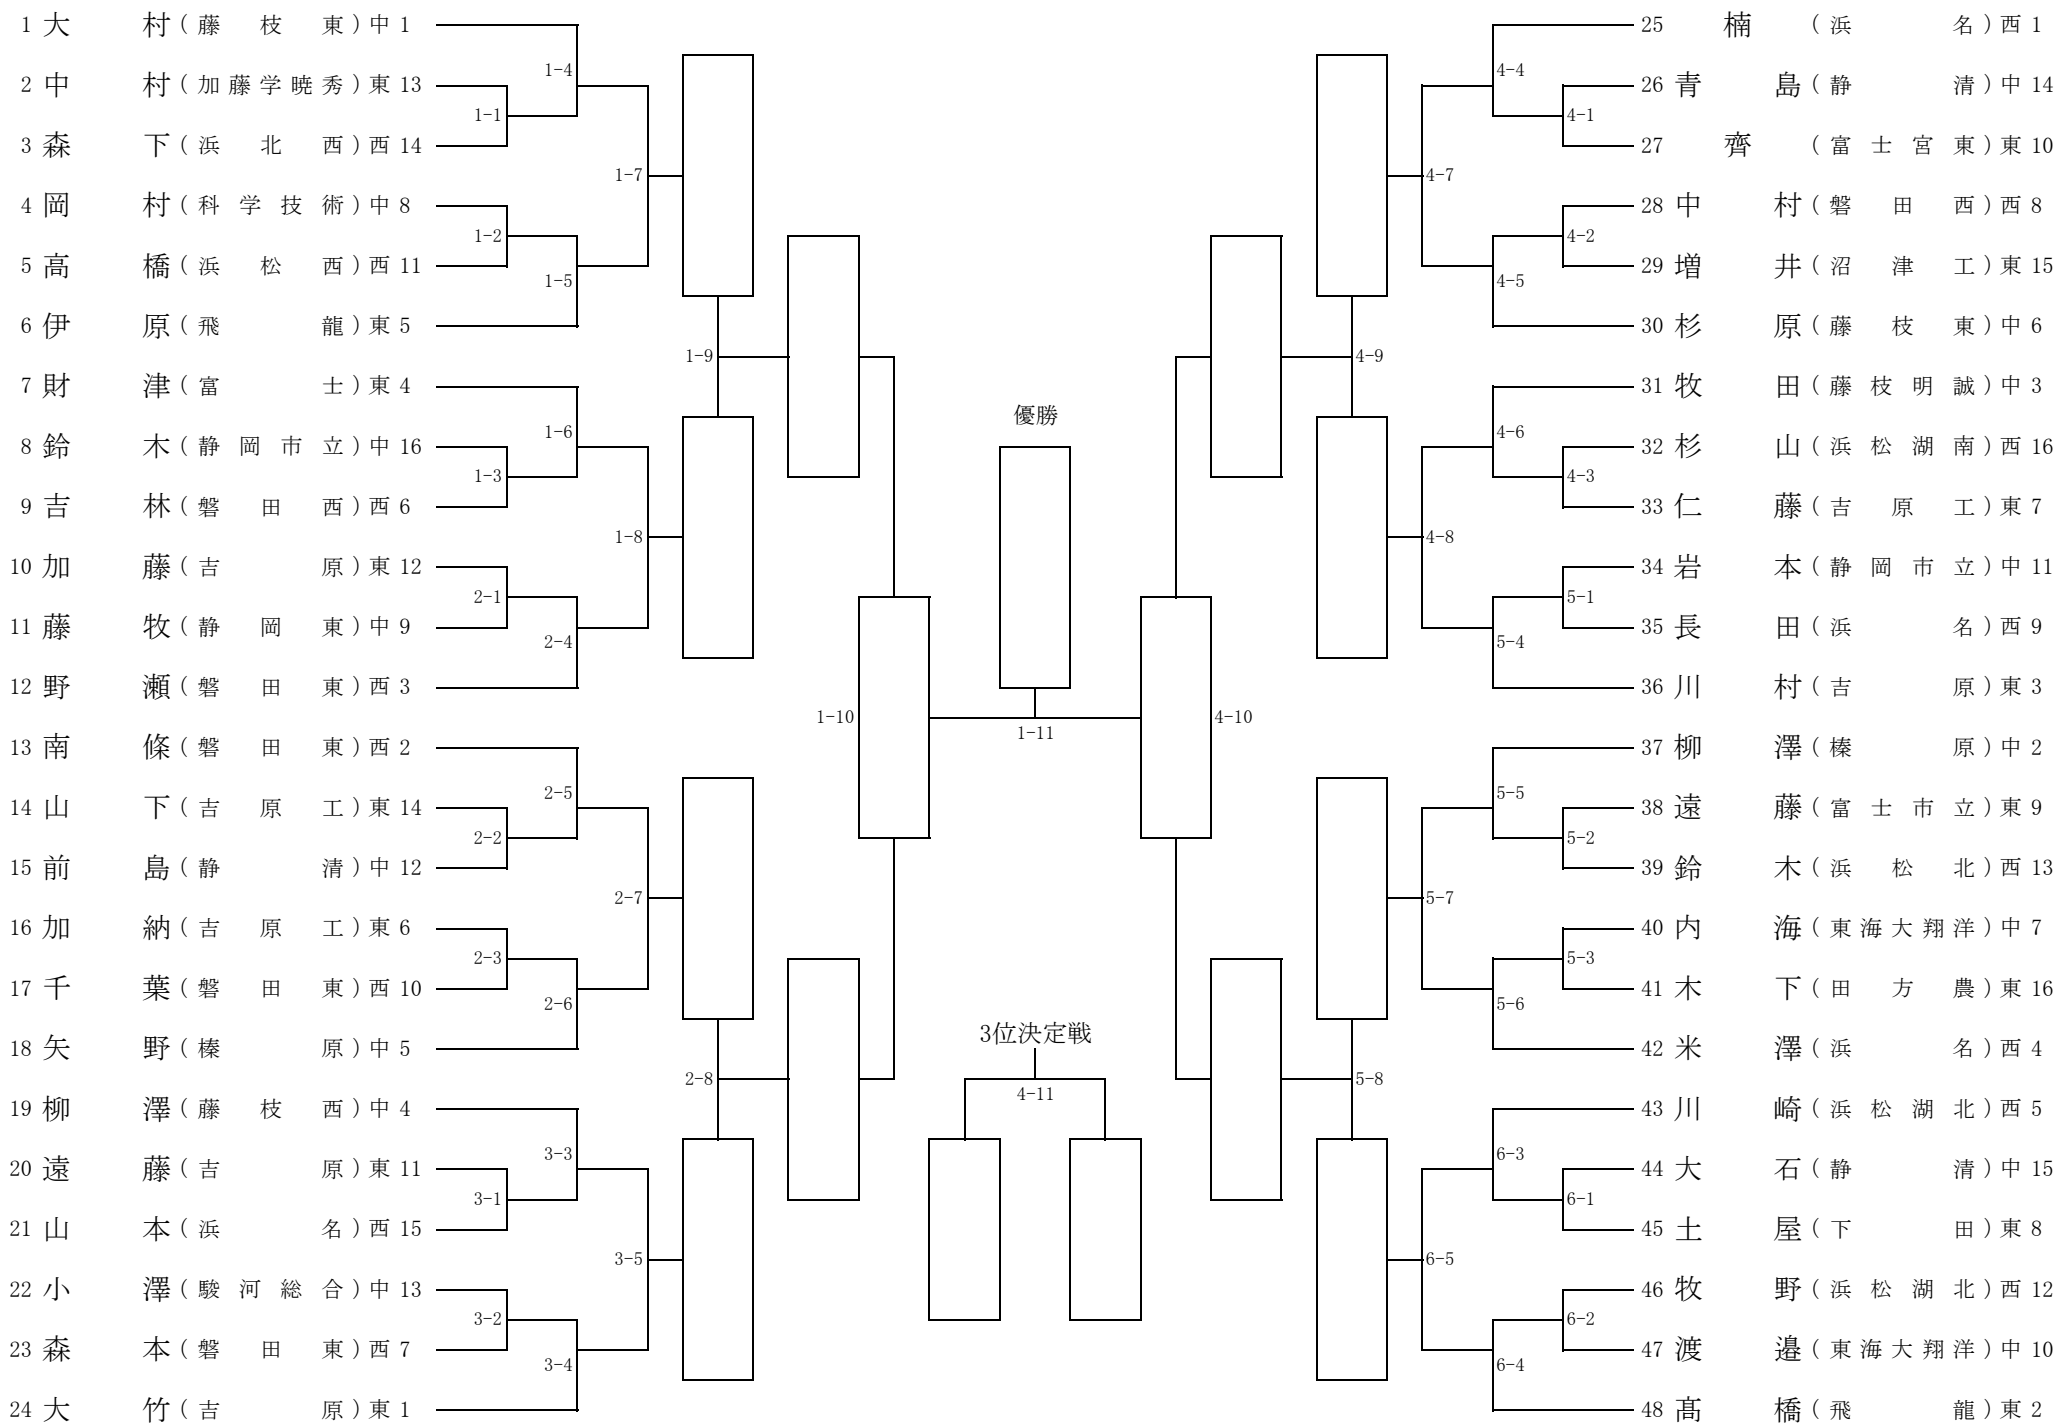 1 大村（藤枝東）中 1
2 中村（加藤学暁秀）東 13
3 森下（浜北西）西 14
4 岡村（科学技術）中 8
5 高橋（浜松西）西 11
6 伊原（飛龍）東 5
7 財津（富士）東 4
8 鈴木（静岡市立）中 16
9 吉林（磐田西）西 6
10 加藤（吉原）東 12
11 藤牧（静岡東）中 9
12 野瀬（磐田東）西 3
13 南條（磐田東）西 2
14 山下（吉原工）東 14
15 前島（静清）中 12
16 加納（吉原工）東 6
17 千葉（磐田東）西 10
18 矢野（榛原）中 5
19 柳澤（藤枝西）中 4
20 遠藤（吉原）東 11
21 山本（浜名）西 15
22 小澤（駿河総合）中 13
23 森本（磐田東）西 7
24 大竹（吉原）東 1
1-1
1-2
1-3
2-1
2-2
2-3
3-1
3-2
1-4
1-5
1-6
2-4
2-5
2-6
3-3
3-4
1-7
1-8
2-7
3-5
1-9
2-8
1-10
優勝
1-11
3位決定戦
4-11
4-10
4-9
5-8
4-7
4-8
5-7
6-5
4-4
4-5
4-6
5-4
5-5
5-6
6-3
6-4
4-1
4-2
4-3
5-1
5-2
5-3
6-1
6-2
25 楠（浜名）西 1
26 青島（静清）中 14
27 齊（富士宮東）東 10
28 中村（磐田西）西 8
29 増井（沼津工）東 15
30 杉原（藤枝東）中 6
31 牧田（藤枝明誠）中 3
32 杉山（浜松湖南）西 16
33 仁藤（吉原工）東 7
34 岩本（静岡市立）中 11
35 長田（浜名）西 9
36 川村（吉原）東 3
37 柳澤（榛原）中 2
38 遠藤（富士市立）東 9
39 鈴木（浜松北）西 13
40 内海（東海大翔洋）中 7
41 木下（田方農）東 16
42 米澤（浜名）西 4
43 川崎（浜松湖北）西 5
44 大石（静清）中 15
45 土屋（下田）東 8
46 牧野（浜松湖北）西 12
47 渡邉（東海大翔洋）中 10
48 髙橋（飛龍）東 2